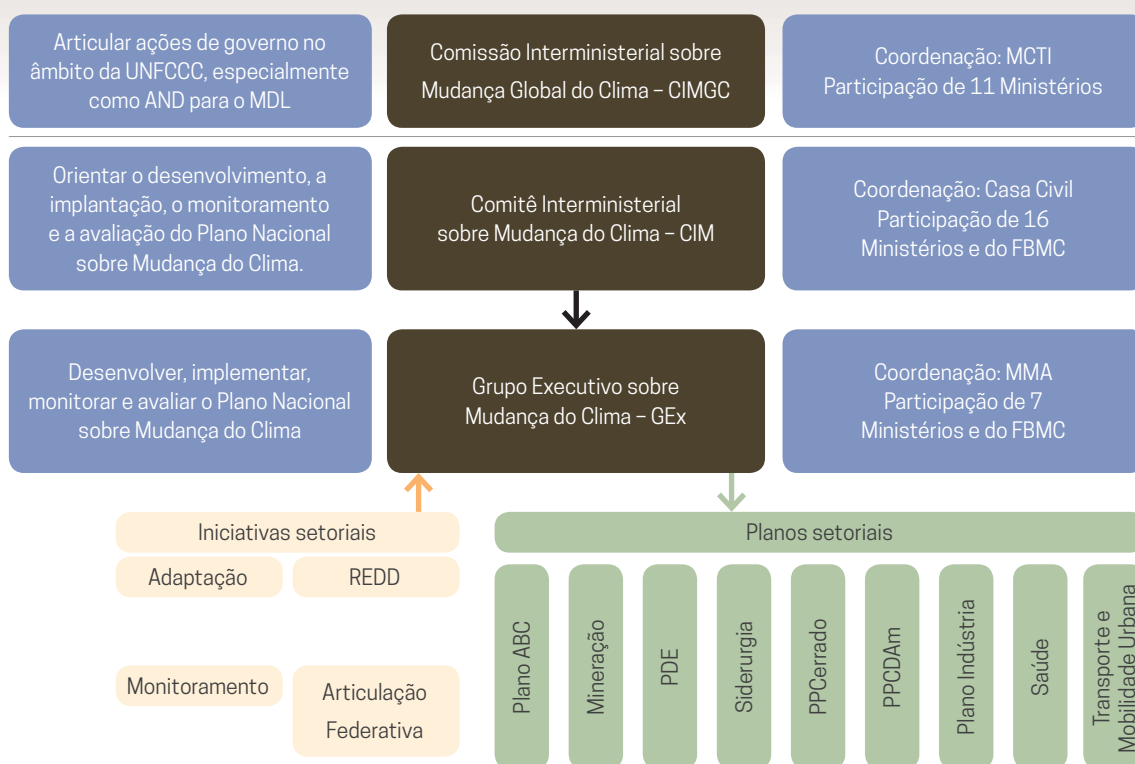 Articular ações de governo no
âmbito da UNFCCC, especialmente
como AND para o MDL
Comissão Interministerial sobre
Mudança Global do Clima – CIMGC
Coordenação: MCTI
Participação de 11 Ministérios
Orientar o desenvolvimento, a
implantação, o monitoramento
e a avaliação do Plano Nacional
sobre Mudança do Clima.
Comitê Interministerial
sobre Mudança do Clima – CIM
Coordenação: Casa Civil
Participação de 16
Ministérios e do FBMC
Desenvolver, implementar,
monitorar e avaliar o Plano Nacional
sobre Mudança do Clima
Grupo Executivo sobre
Mudança do Clima – GEx
Coordenação: MMA
Participação de 7
Ministérios e do FBMC
Iniciativas setoriais
Adaptação
REDD
Monitoramento
Articulação
Federativa
Planos setoriais
Plano ABC
Mineração
PDE
Siderurgia
PPCerrado
PPCDAm
Plano Indústria
Saúde
Transporte e
Mobilidade Urbana